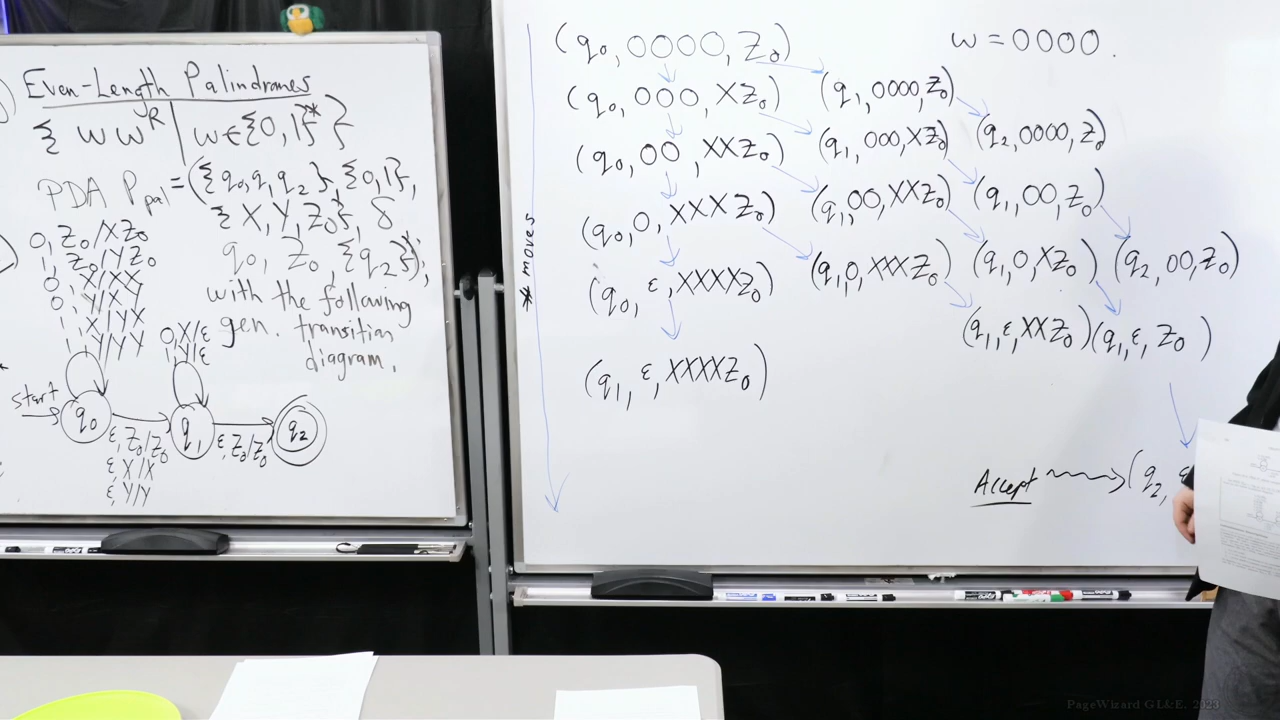 Even-Length Palindromes
{ww^R | w∈{0,1}*}
PDA P_pal = ({q₀,q₁,q₂},{0,1},
{X,Y,Z₀}, δ
q₀, Z₀, {q₂});
with the following
gen. transition
diagram.
0, Z₀/XZ₀
1, Z₀/YZ₀
0, X/XX
0, Y/XY
1, X/YX
1, Y/YY
0, X/ε
1, Y/ε
start
q₀
q₁
q₂
ε, Z₀/Z₀
ε, X/X
ε, Y/Y
ε, Z₀/Z₀
# moves
w = 0000.
(q₀, 0000, Z₀)
(q₀, 000, XZ₀) (q₁, 0000, Z₀)
(q₀, 00, XXZ₀) (q₁, 000, XZ₀) (q₂, 0000, Z₀)
(q₀, 0, XXXZ₀) (q₁, 00, XXZ₀) (q₁, 00, Z₀)
(q₀, ε, XXXXZ₀) (q₁, 0, XXXZ₀) (q₁, 0, XZ₀) (q₂, 00, Z₀)
(q₁, ε, XXXXZ₀) (q₁, ε, XXZ₀) (q₁, ε, Z₀)
Accept (q₂,
PageWizard GL&E. 2023